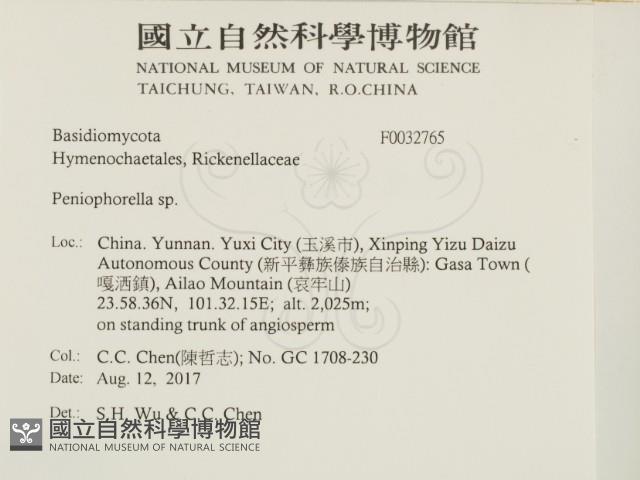 國立自然科學博物館
NATIONAL MUSEUM OF NATURAL SCIENCE
TAICHUNG, TAIWAN, R.O.CHINA
Basidiomycota F0032765
Hymenochaetales, Rickenellaceae
Peniophorella sp.
Loc.: China. Yunnan. Yuxi City (玉溪市), Xinping Yizu Daizu
Autonomous County (新平彝族傣族自治縣): Gasa Town (
嘎洒鎮), Ailao Mountain (哀牢山)
23.58.36N, 101.32.15E; alt. 2,025m;
on standing trunk of angiosperm
Col.: C.C. Chen(陳哲志); No. GC 1708-230
Date: Aug. 12, 2017
Det.: S.H. Wu & C.C. Chen
國立自然科學博物館
NATIONAL MUSEUM OF NATURAL SCIENCE